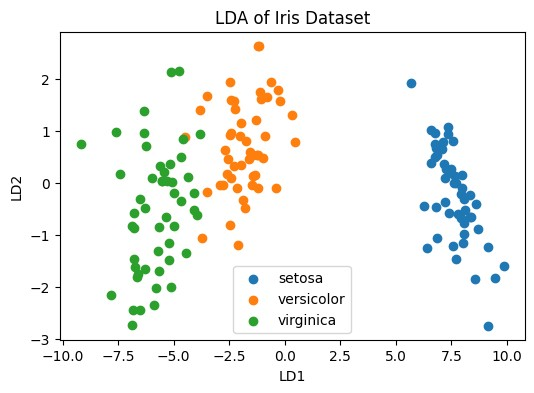 LDA of Iris Dataset
LD2
2
1
0
−1
−2
−3
setosa
versicolor
virginica
−10.0 −7.5 −5.0 −2.5 0.0 2.5 5.0 7.5 10.0
LD1